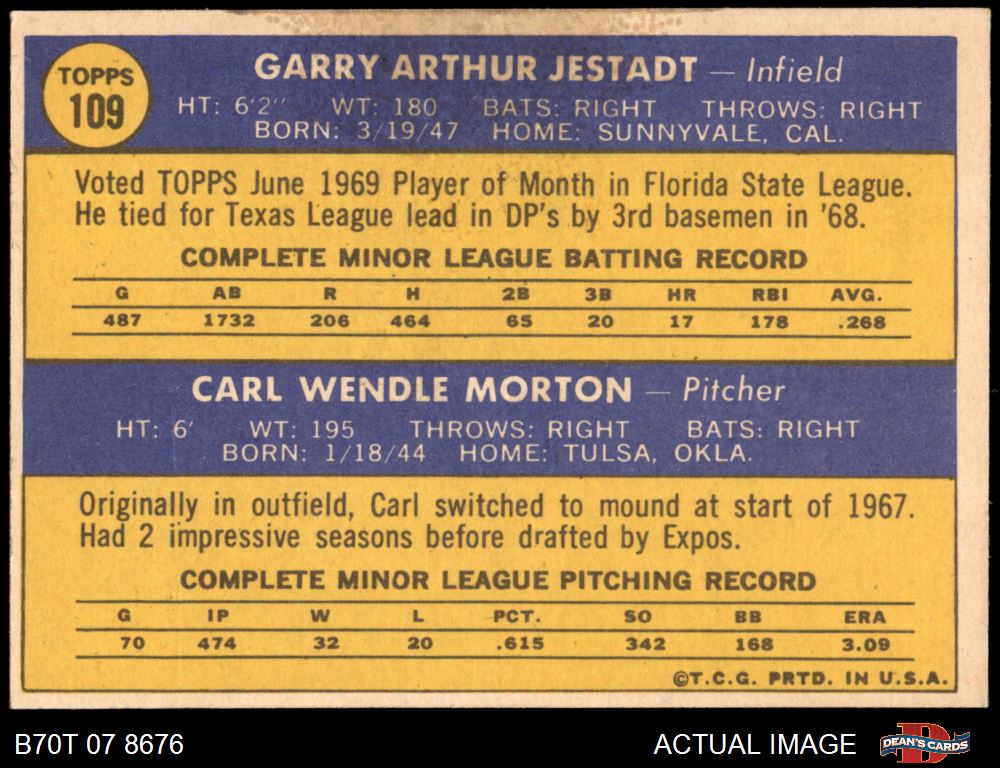 TOPPS
109
GARRY ARTHUR JESTADT — Infield
HT: 6'2" WT: 180 BATS: RIGHT THROWS: RIGHT
BORN: 3/19/47 HOME: SUNNYVALE, CAL.
Voted TOPPS June 1969 Player of Month in Florida State League.
He tied for Texas League lead in DP's by 3rd basemen in '68.
COMPLETE MINOR LEAGUE BATTING RECORD
G AB R H 2B 3B HR RBI AVG.
487 1732 206 464 65 20 17 178 .268
CARL WENDLE MORTON — Pitcher
HT: 6' WT: 195 THROWS: RIGHT BATS: RIGHT
BORN: 1/18/44 HOME: TULSA, OKLA.
Originally in outfield, Carl switched to mound at start of 1967.
Had 2 impressive seasons before drafted by Expos.
COMPLETE MINOR LEAGUE PITCHING RECORD
G IP W L PCT. SO BB ERA
70 474 32 20 .615 342 168 3.09
©T.C.G. PRTD. IN U.S.A.
B70T 07 8676
ACTUAL IMAGE
D
DEAN'S CARDS